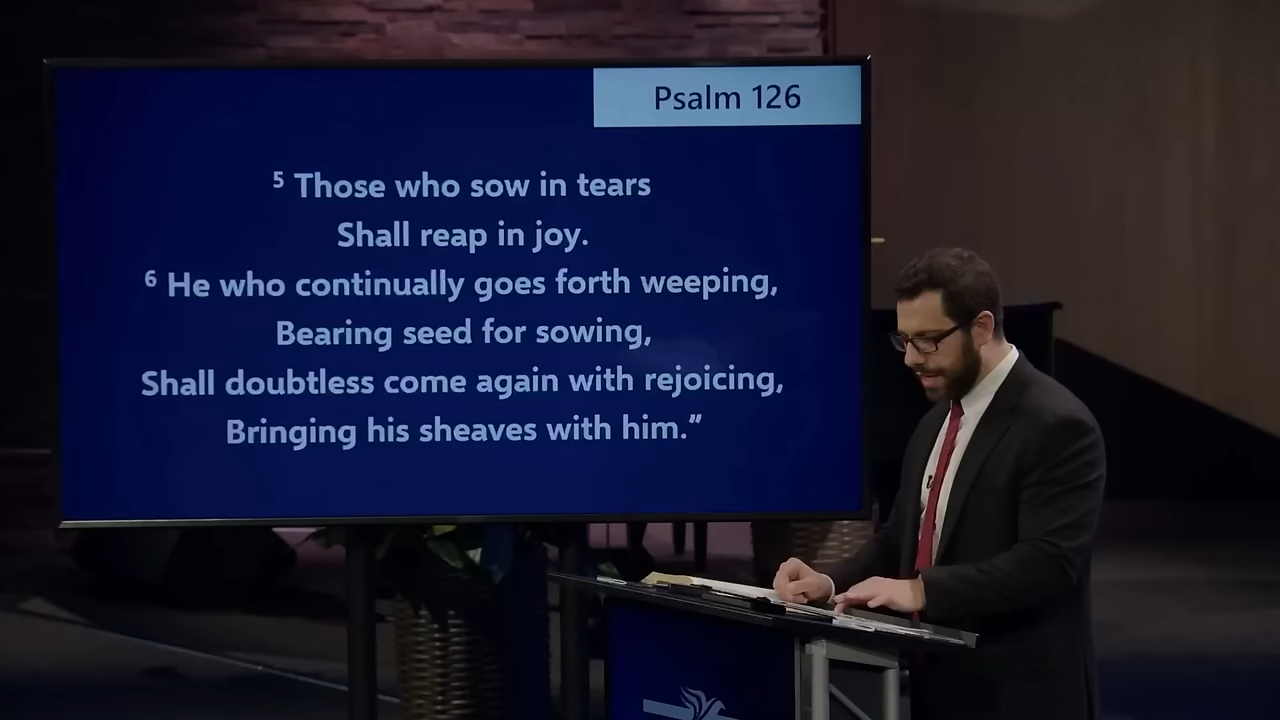 Psalm 126
5 Those who sow in tears
Shall reap in joy.
6 He who continually goes forth weeping,
Bearing seed for sowing,
Shall doubtless come again with rejoicing,
Bringing his sheaves with him.”